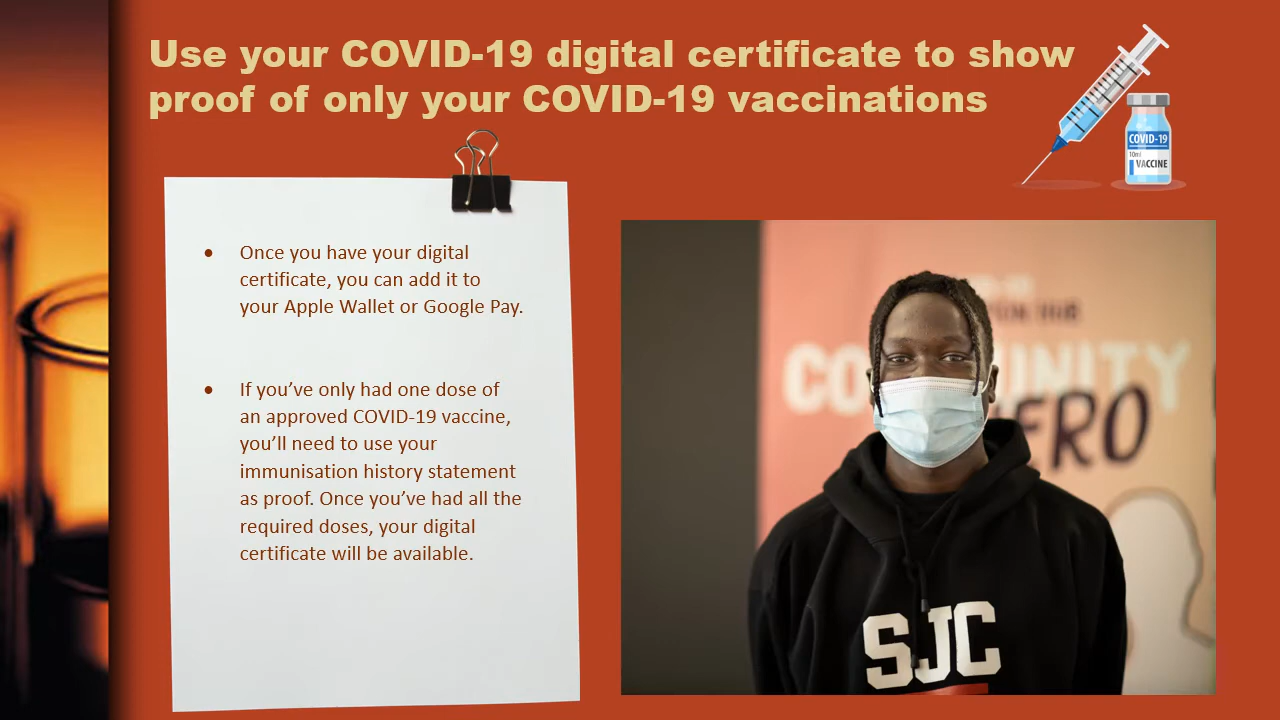 Use your COVID-19 digital certificate to show
proof of only your COVID-19 vaccinations
COVID-19
10ml
VACCINE
• Once you have your digital
certificate, you can add it to
your Apple Wallet or Google Pay.
• If you’ve only had one dose of
an approved COVID-19 vaccine,
you’ll need to use your
immunisation history statement
as proof. Once you’ve had all the
required doses, your digital
certificate will be available.
HUB
SJC